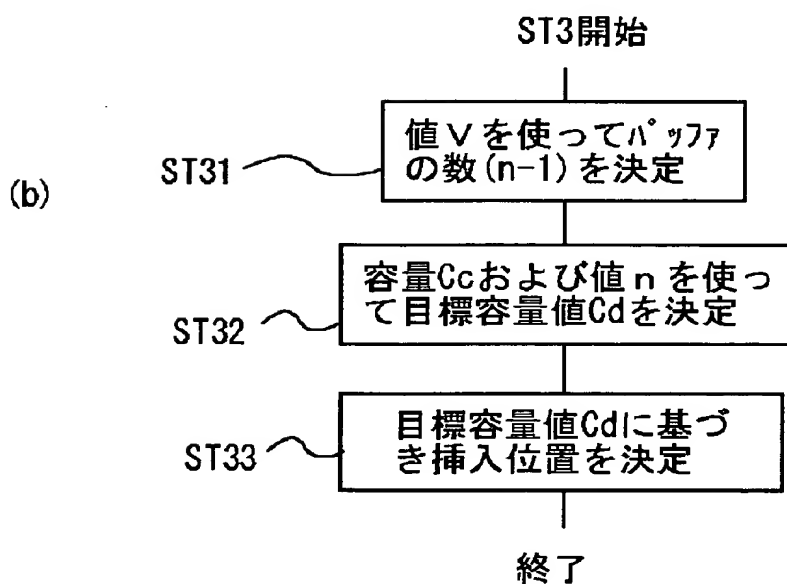 ST3開始
値Vを使ってﾊﾞｯﾌｧ
の数(n-1)を決定
ST31
(b)
容量Ccおよび値nを使っ
て目標容量値Cdを決定
ST32
目標容量値Cdに基づ
き挿入位置を決定
ST33
終了